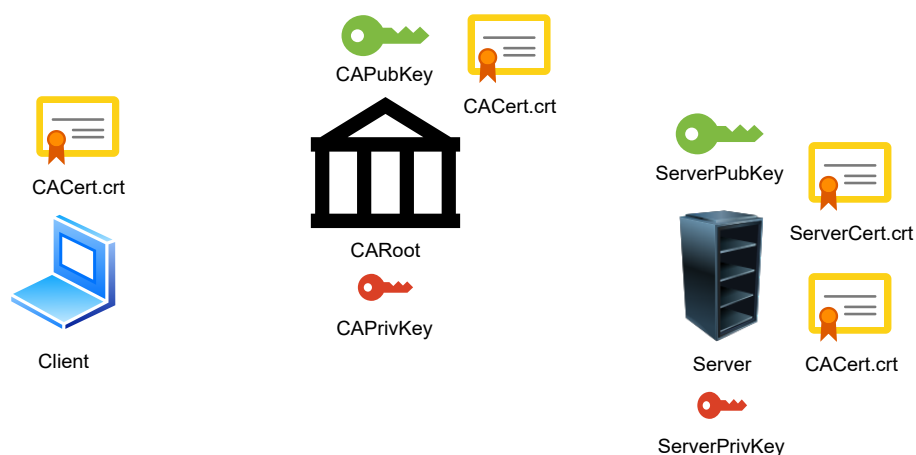 CAPubKey
CACert.crt
CACert.crt
ServerPubKey
ServerCert.crt
CARoot
CAPrivKey
Client
Server
CACert.crt
ServerPrivKey